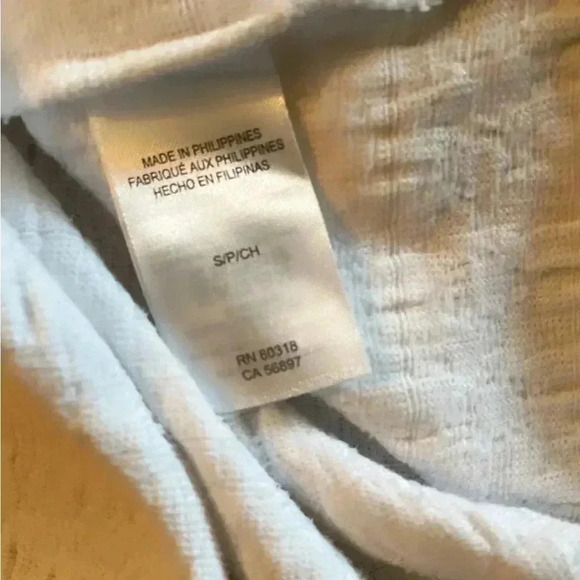 MADE IN PHILIPPINES
FABRIQUÉ AUX PHILIPPINES
HECHO EN FILIPINAS
S/P/CH
RN 80318
CA 56897